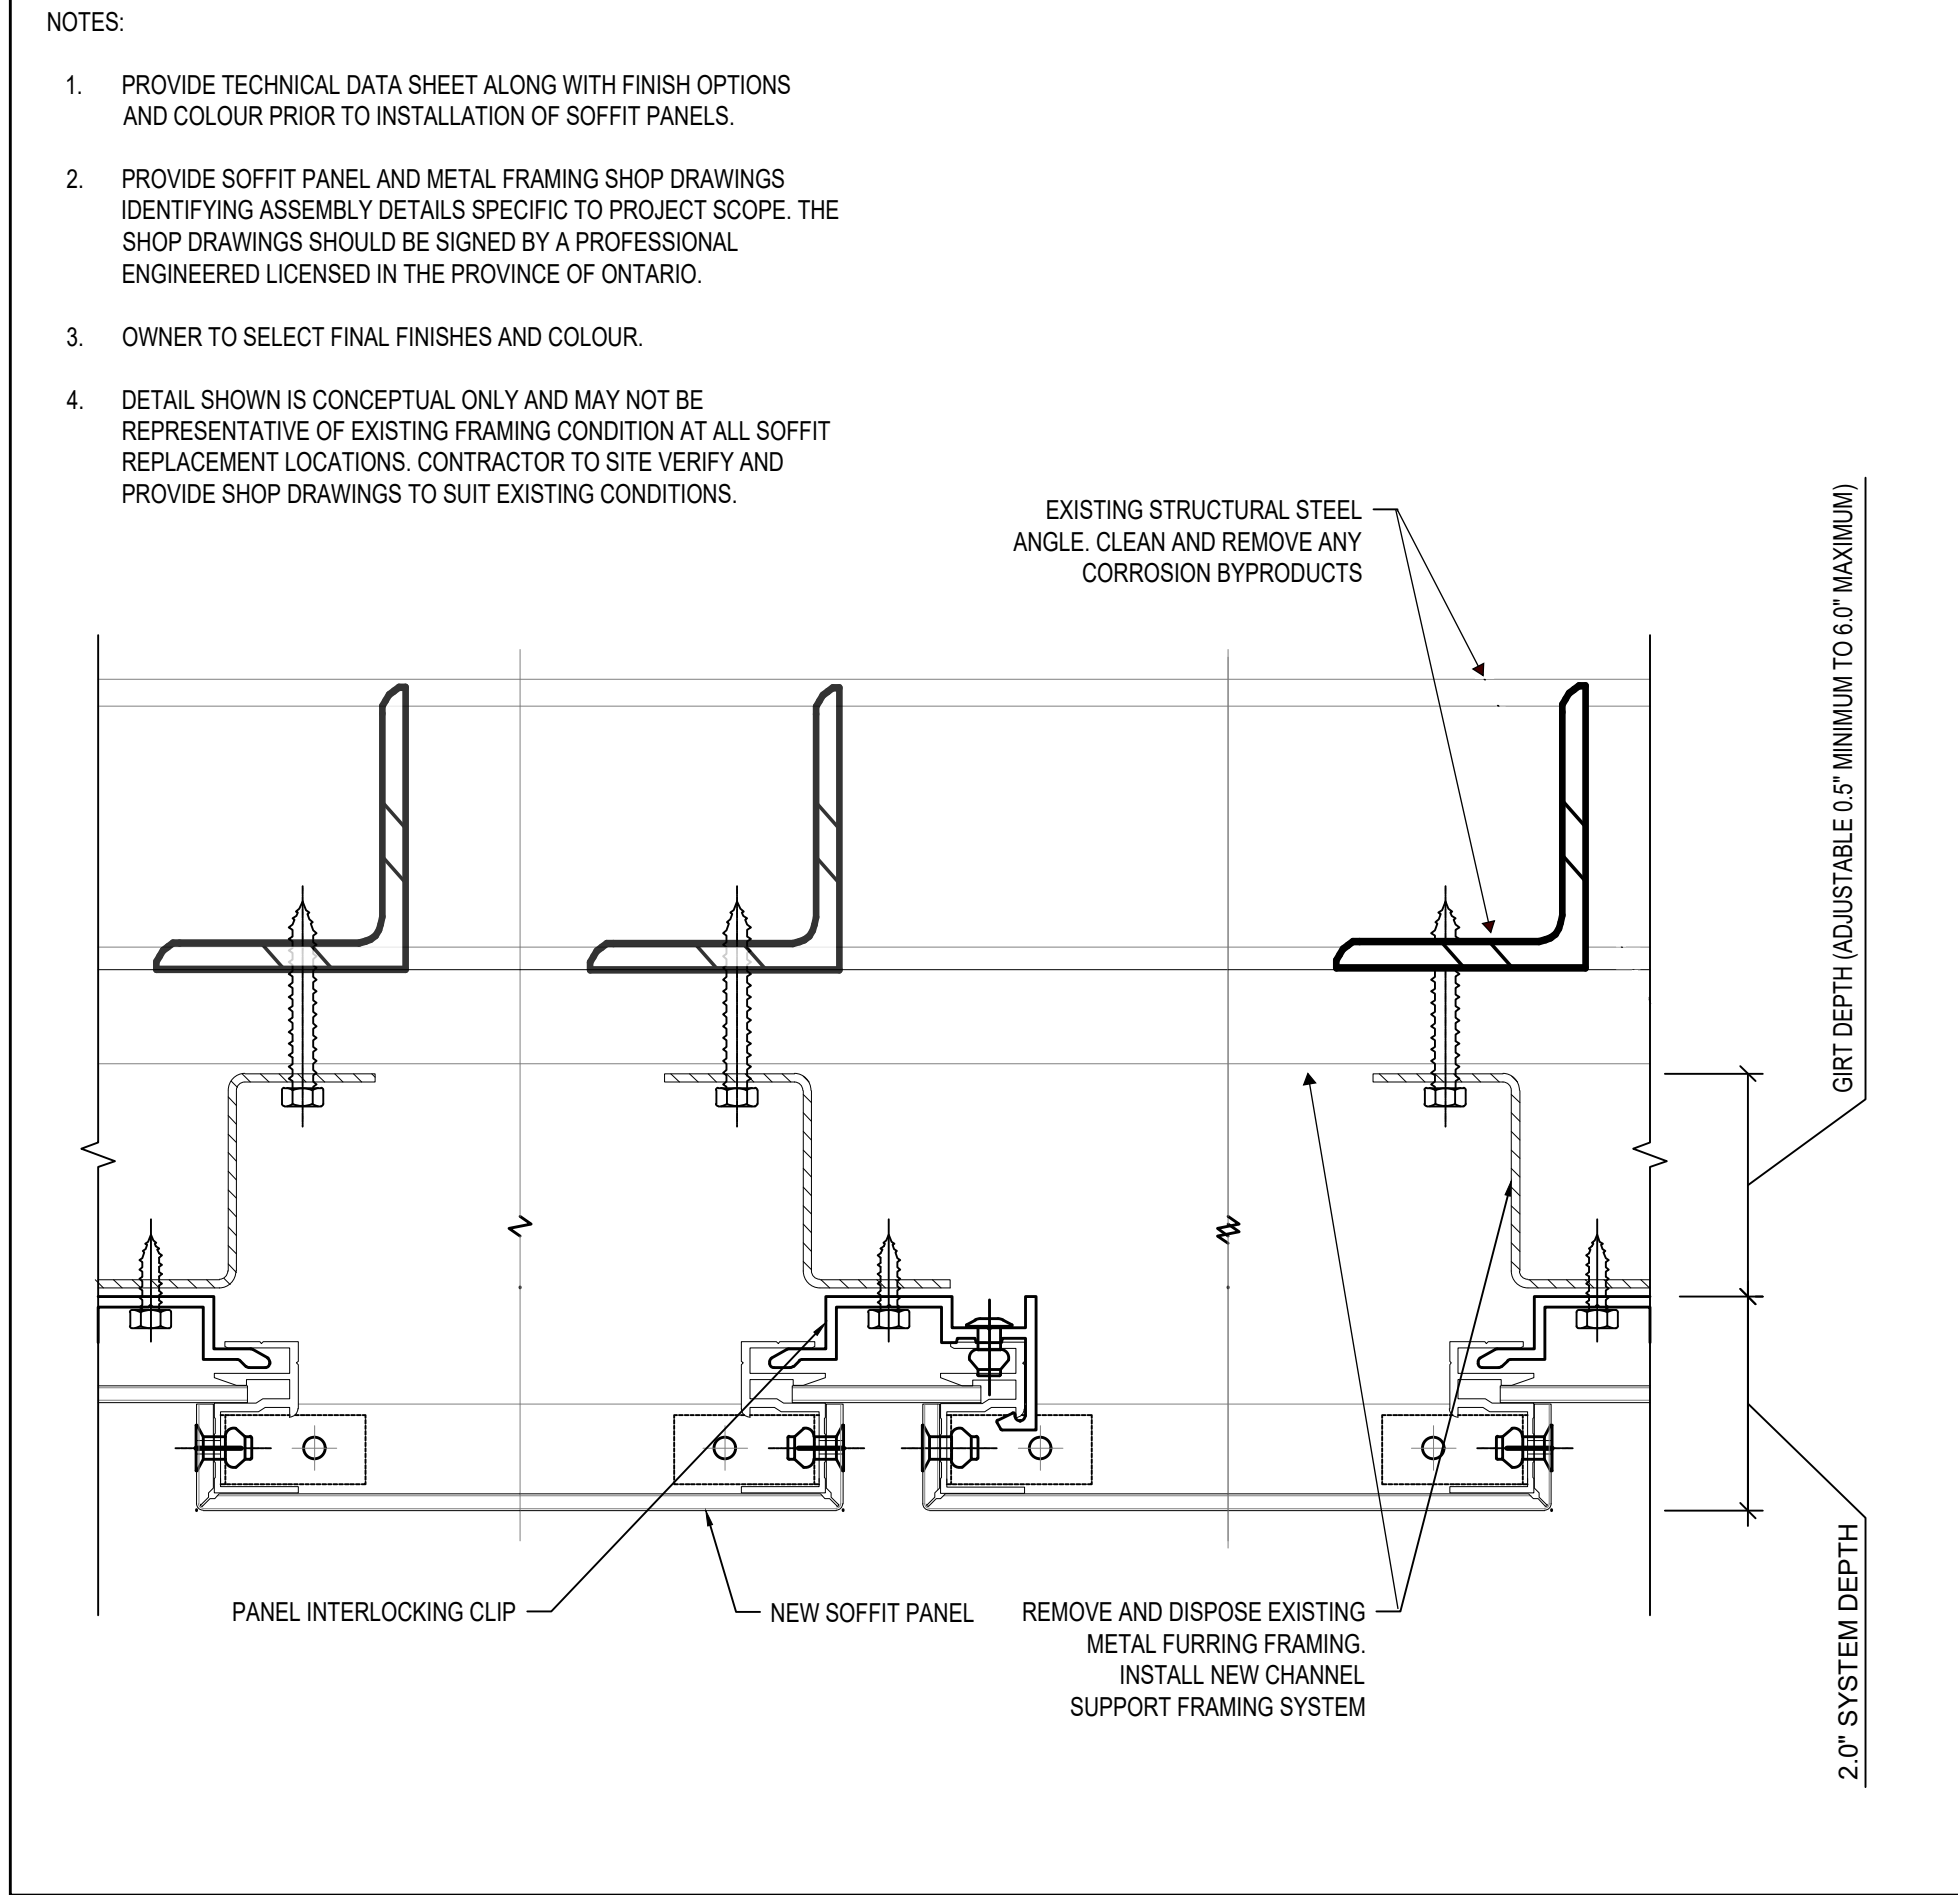 NOTES:
1. PROVIDE TECHNICAL DATA SHEET ALONG WITH FINISH OPTIONS
AND COLOUR PRIOR TO INSTALLATION OF SOFFIT PANELS.
2. PROVIDE SOFFIT PANEL AND METAL FRAMING SHOP DRAWINGS
IDENTIFYING ASSEMBLY DETAILS SPECIFIC TO PROJECT SCOPE. THE
SHOP DRAWINGS SHOULD BE SIGNED BY A PROFESSIONAL
ENGINEERED LICENSED IN THE PROVINCE OF ONTARIO.
3. OWNER TO SELECT FINAL FINISHES AND COLOUR.
4. DETAIL SHOWN IS CONCEPTUAL ONLY AND MAY NOT BE
REPRESENTATIVE OF EXISTING FRAMING CONDITION AT ALL SOFFIT
REPLACEMENT LOCATIONS. CONTRACTOR TO SITE VERIFY AND
PROVIDE SHOP DRAWINGS TO SUIT EXISTING CONDITIONS.
EXISTING STRUCTURAL STEEL
ANGLE. CLEAN AND REMOVE ANY
CORROSION BYPRODUCTS
GIRT DEPTH (ADJUSTABLE 0.5" MINIMUM TO 6.0" MAXIMUM)
PANEL INTERLOCKING CLIP
NEW SOFFIT PANEL
REMOVE AND DISPOSE EXISTING
METAL FURRING FRAMING.
INSTALL NEW CHANNEL
SUPPORT FRAMING SYSTEM
2.0" SYSTEM DEPTH